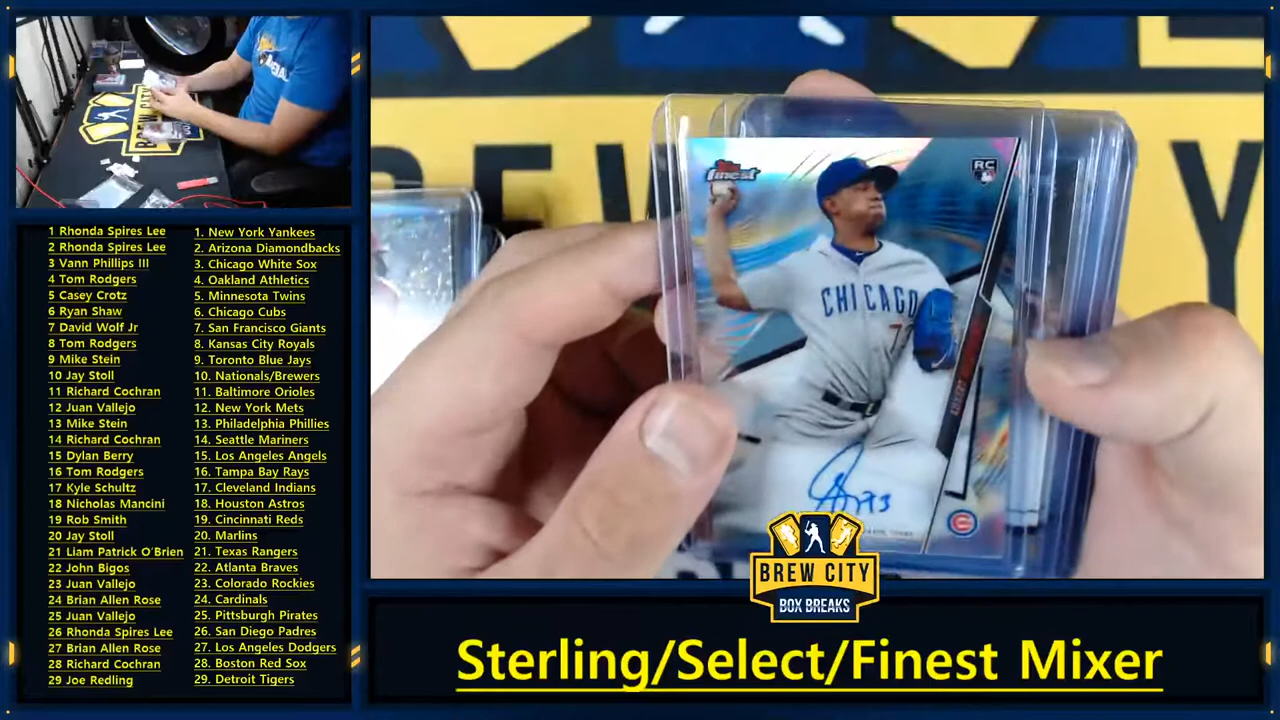 1 Rhonda Spires Lee
2 Rhonda Spires Lee
3 Vann Phillips III
4 Tom Rodgers
5 Casey Crotz
6 Ryan Shaw
7 David Wolf Jr
8 Tom Rodgers
9 Mike Stein
10 Jay Stoll
11 Richard Cochran
12 Juan Vallejo
13 Mike Stein
14 Richard Cochran
15 Dylan Berry
16 Tom Rodgers
17 Kyle Schultz
18 Nicholas Mancini
19 Rob Smith
20 Jay Stoll
21 Liam Patrick O'Brien
22 John Bigos
23 Juan Vallejo
24 Brian Allen Rose
25 Juan Vallejo
26 Rhonda Spires Lee
27 Brian Allen Rose
28 Richard Cochran
29 Joe Redling
1. New York Yankees
2. Arizona Diamondbacks
3. Chicago White Sox
4. Oakland Athletics
5. Minnesota Twins
6. Chicago Cubs
7. San Francisco Giants
8. Kansas City Royals
9. Toronto Blue Jays
10. Nationals/Brewers
11. Baltimore Orioles
12. New York Mets
13. Philadelphia Phillies
14. Seattle Mariners
15. Los Angeles Angels
16. Tampa Bay Rays
17. Cleveland Indians
18. Houston Astros
19. Cincinnati Reds
20. Marlins
21. Texas Rangers
22. Atlanta Braves
23. Colorado Rockies
24. Cardinals
25. Pittsburgh Pirates
26. San Diego Padres
27. Los Angeles Dodgers
28. Boston Red Sox
29. Detroit Tigers
finest
RC
CHICAGO
BREW CITY
BOX BREAKS
Sterling/Select/Finest Mixer